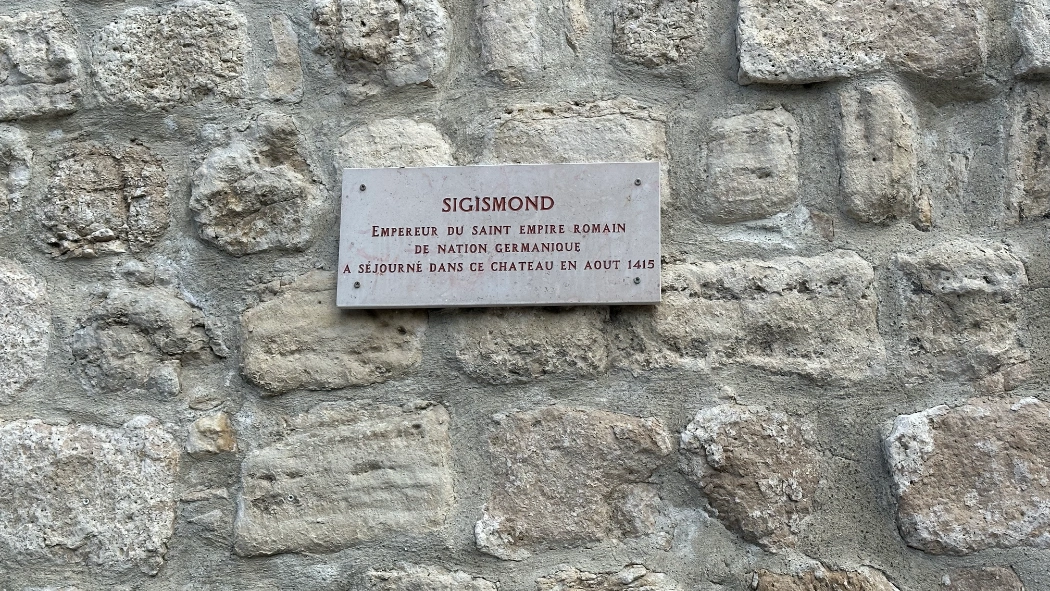 SIGISMOND
EMPEREUR DU SAINT EMPIRE ROMAIN
DE NATION GERMANIQUE
A SÉJOURNÉ DANS CE CHATEAU EN AOUT 1415